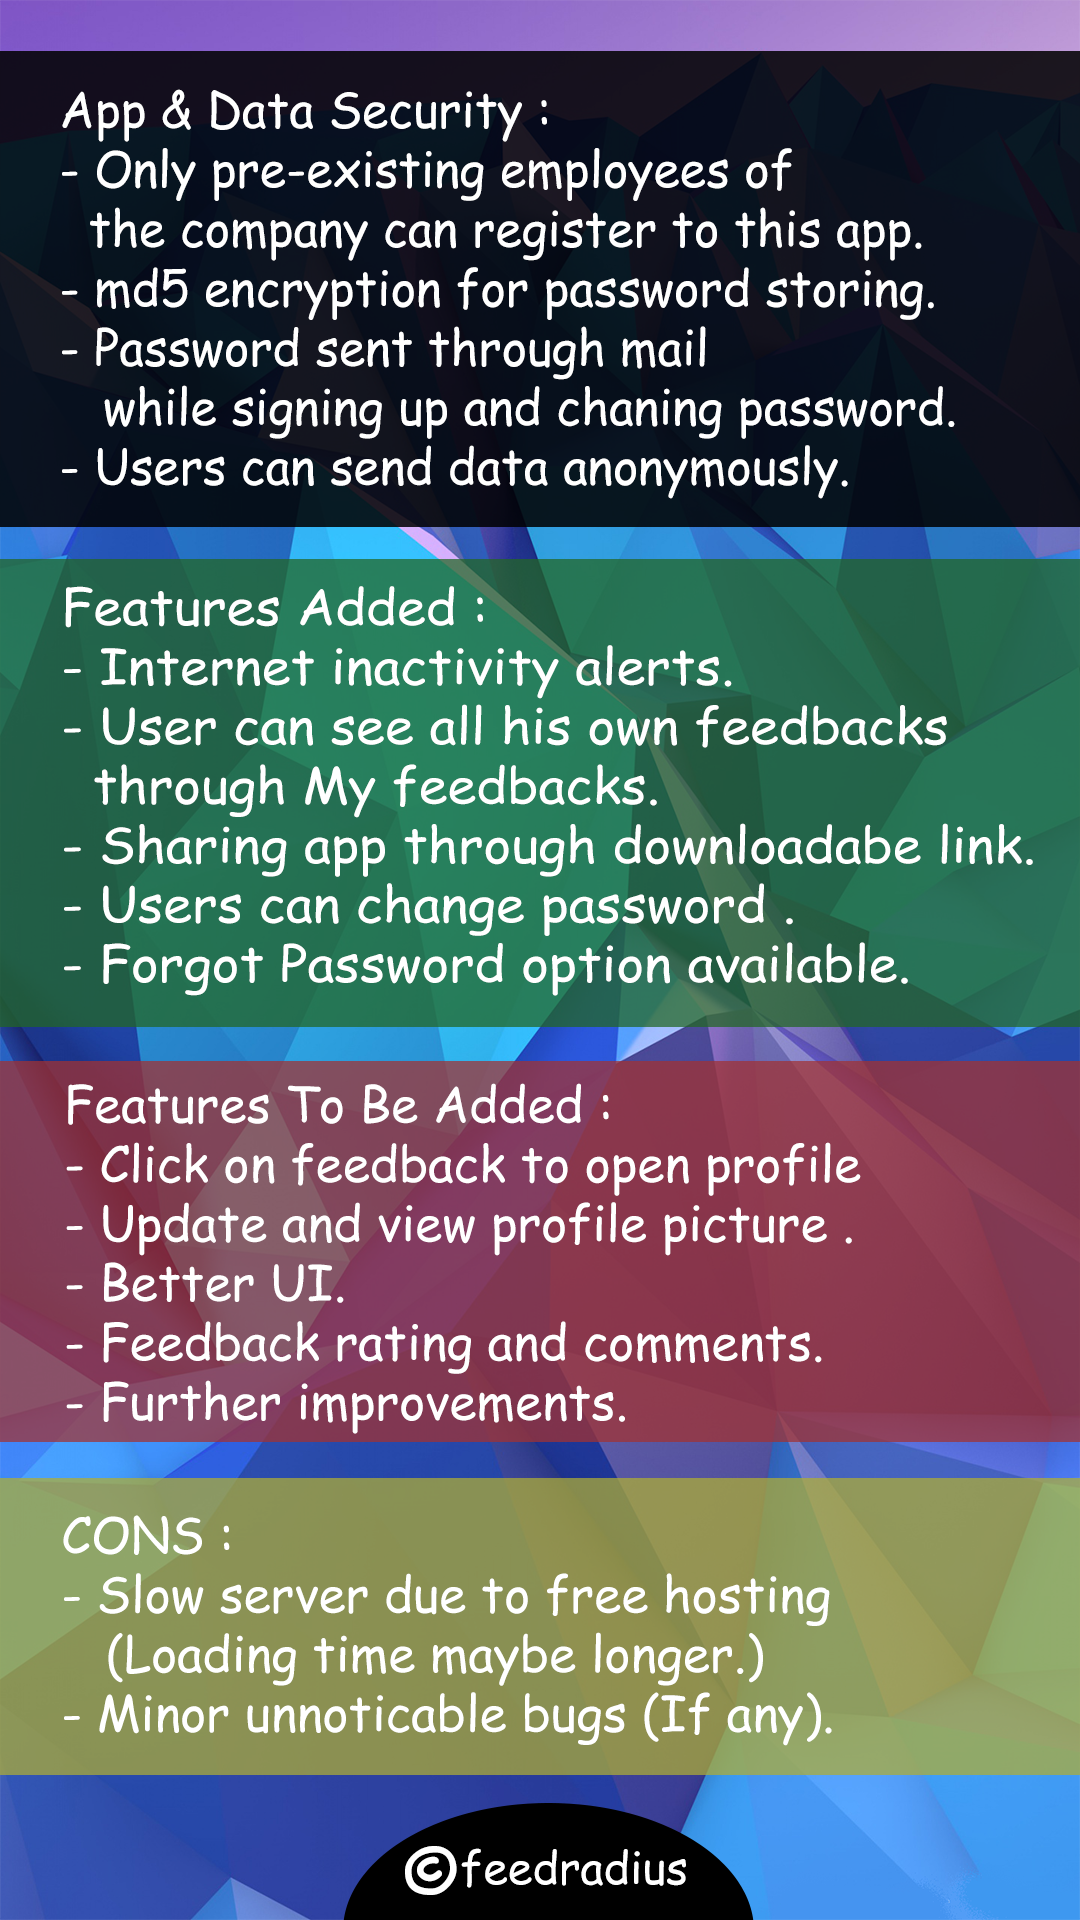 App & Data Security :
- Only pre-existing employees of
the company can register to this app.
- md5 encryption for password storing.
- Password sent through mail
while signing up and chaning password.
- Users can send data anonymously.
Features Added :
- Internet inactivity alerts.
- User can see all his own feedbacks
through My feedbacks.
- Sharing app through downloadabe link.
- Users can change password .
- Forgot Password option available.
Features To Be Added :
- Click on feedback to open profile
- Update and view profile picture .
- Better UI.
- Feedback rating and comments.
- Further improvements.
CONS :
- Slow server due to free hosting
(Loading time maybe longer.)
- Minor unnoticable bugs (If any).
©feedradius